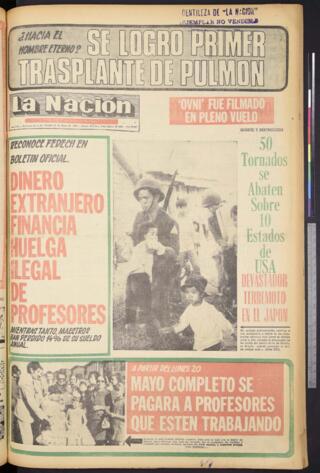 GENTILEZA DE "LA NACION"
EJEMPLAR NO VENDIBLE
¿HACIA EL
HOMBRE ETERNO?
SE LOGRO PRIMER
TRASPLANTE DE PULMON
La Nación
'OVNI' FUE FILMADO
EN PLENO VUELO
RECONOCE FEDECH EN
BOLETIN OFICIAL.
DINERO
EXTRANJERO
FINANCIA
HUELGA
ILEGAL
DE
PROFESORES
MIENTRAS TANTO, MAESTROS
HAN PERDIDO 14% DE SU SUELDO
ANUAL.
50
Tornados
se
Abaten
Sobre
10
Estados
de
USA
DEVASTADOR
TERREMOTO
EN EL JAPON
A PARTIR DEL LUNES 20
MAYO COMPLETO SE
PAGARA A PROFESORES
QUE ESTEN TRABAJANDO